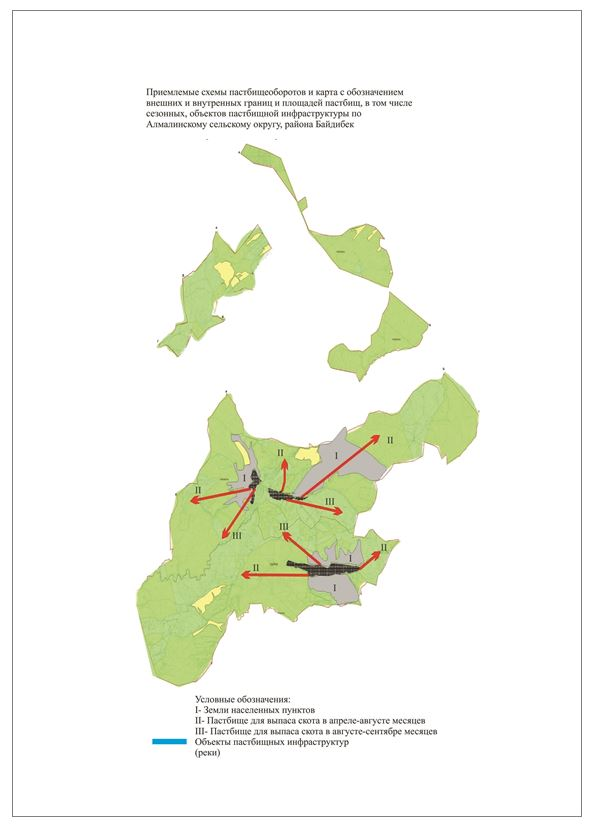 Приемлемые схемы пастбищеоборотов и карта с обозначением
внешних и внутренных границ и площадей пастбищ, в том числе
сезонных, объектов пастбищной инфраструктуры по
Алмалинскому сельскому округу, района Байдибек
II
I
II
I
II
III
III
III
II
I
II
I
Условные обозначения:
I- Земли населенных пунктов
II- Пастбище для выпаса скота в апреле-августе месяцев
III- Пастбище для выпаса скота в августе-сентябре месяцев
Объекты пастбищных инфраструктур
(реки)